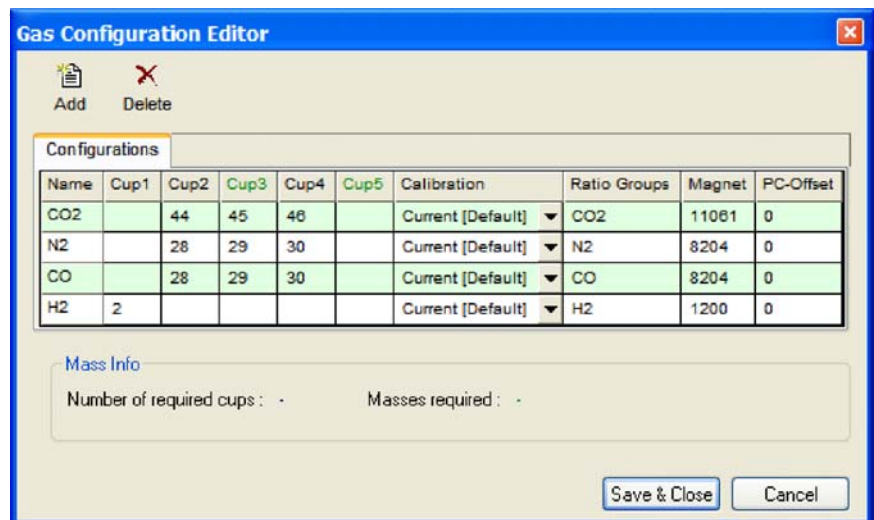 Gas Configuration Editor
Add Delete
Configurations
Name Cup1 Cup2 Cup3 Cup4 Cup5 Calibration Ratio Groups Magnet PC-Offset
CO2 44 45 46 Current [Default] CO2 11061 0
N2 28 29 30 Current [Default] N2 8204 0
CO 28 29 30 Current [Default] CO 8204 0
H2 2 Current [Default] H2 1200 0
Mass Info
Number of required cups : - Masses required : -
Save & Close Cancel